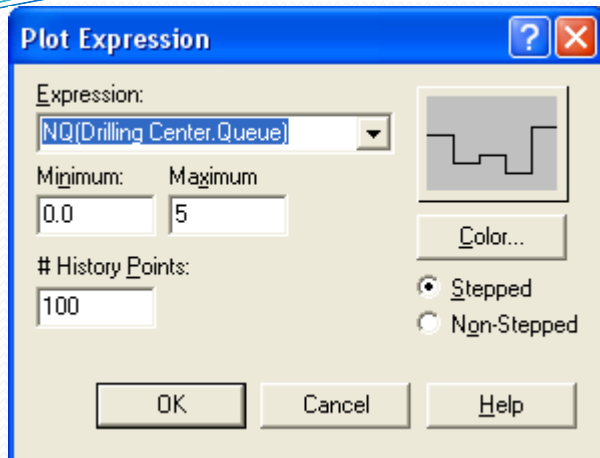 Plot Expression
Expression:
NQ(Drilling Center.Queue)
Minimum: Maximum
0.0 5
Color...
# History Points:
100
Stepped
Non-Stepped
OK Cancel Help